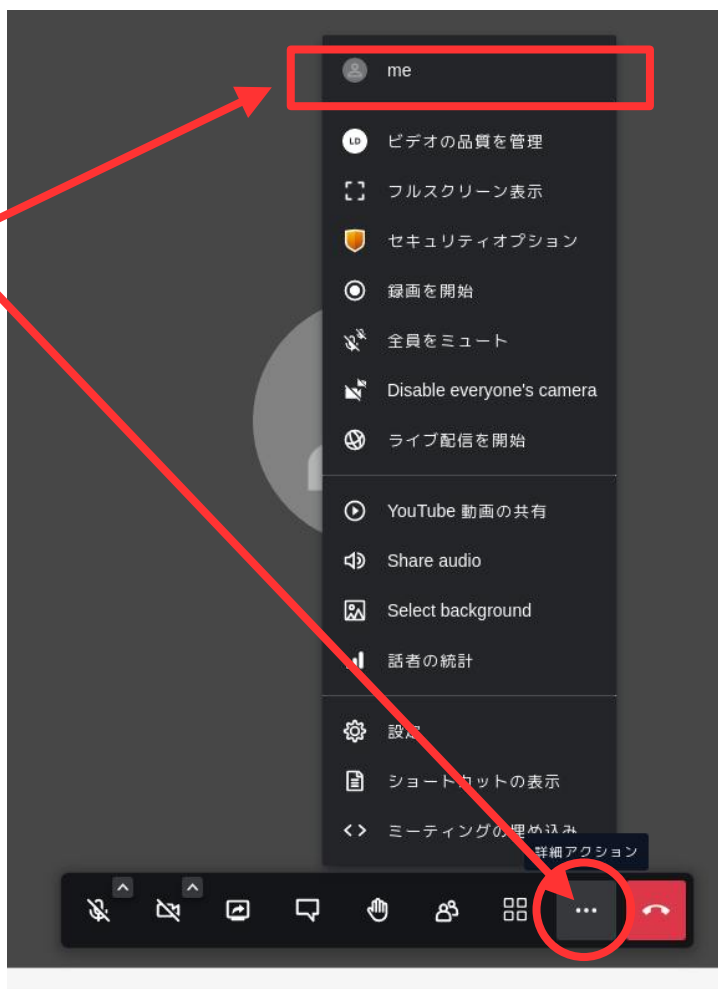 me
LD
ビデオの品質を管理
フルスクリーン表示
セキュリティオプション
録画を開始
全員をミュート
Disable everyone's camera
ライブ配信を開始
YouTube 動画の共有
Share audio
Select background
話者の統計
設定
ショートカットの表示
ミーティングの埋め込み
詳細アクション